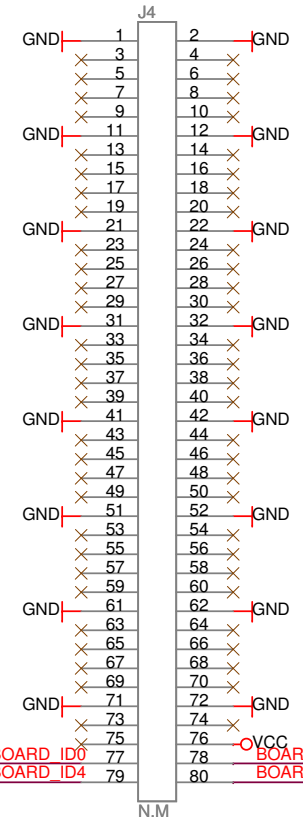 J4
GND 1 2 GND
3 4
5 6
7 8
9 10
GND 11 12 GND
13 14
15 16
17 18
19 20
GND 21 22 GND
23 24
25 26
27 28
29 30
GND 31 32 GND
33 34
35 36
37 38
39 40
GND 41 42 GND
43 44
45 46
47 48
49 50
GND 51 52 GND
53 54
55 56
57 58
59 60
GND 61 62 GND
63 64
65 66
67 68
69 70
GND 71 72 GND
73 74
75 76 VCC
BOARD_ID0 77 78 BOAR
BOARD_ID4 79 80 BOAR
N.M